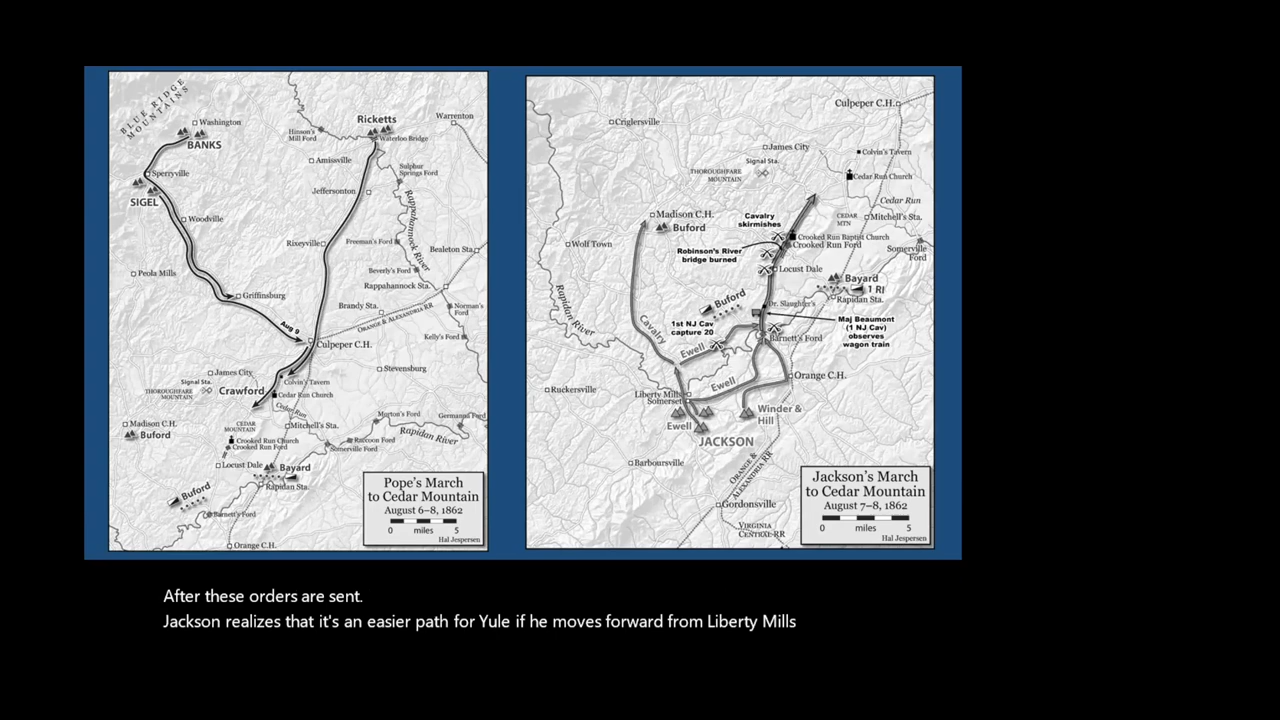 BLUE RIDGE
MOUNTAINS
Washington
BANKS
Sperryville
SIGEL
Woodville
Peola Mills
Griffinsburg
Aug 9
Ricketts
Hinson's
Mill Ford
Waterloo Bridge
Warrenton
Amissville
Sulphur
Springs Ford
Jeffersonton
Rappahannock River
Rixeyville
Freeman's Ford
Bealeton Sta.
Beverly's Ford
Rappahannock Sta.
Brandy Sta.
Norman's
Ford
ORANGE & ALEXANDRIA RR
Kelly's Ford
Culpeper C.H.
James City
Stevensburg
Signal Sta.
THOROUGHFARE
MOUNTAIN
Crawford
Colvin's Tavern
Cedar Run Church
Cedar Run
Madison C.H.
Buford
CEDAR
MOUNTAIN
Mitchell's Sta.
Morton's Ford
Germanna Ford
Rapidan River
Crooked Run Church
Crooked Run Ford
Raccoon Ford
Somerville Ford
Locust Dale
Bayard
Rapidan Sta.
Buford
Barnett's Ford
Orange C.H.
Pope's March
to Cedar Mountain
August 6–8, 1862
0 miles 5
Hal Jespersen
Culpeper C.H.
Criglersville
James City
Signal Sta.
THOROUGHFARE
MOUNTAIN
Colvin's Tavern
Cedar Run Church
Cedar Run
Madison C.H.
Buford
Cavalry
skirmishes
CEDAR
MTN
Mitchell's Sta.
Wolf Town
Robinson's River
bridge burned
Crooked Run Baptist Church
Crooked Run Ford
Somerville
Ford
Locust Dale
Bayard
1 RI
Rapidan Sta.
Rapidan River
Buford
Dr. Slaughter's
Cavalry
1st NJ Cav
capture 20
Maj Beaumont
(1 NJ Cav)
observes
wagon train
Ewell
Barnett's Ford
Ruckersville
Ewell
Orange C.H.
Liberty Mills
Somerset
Ewell
Winder &
Hill
JACKSON
Barboursville
ORANGE &
ALEXANDRIA RR
Gordonsville
VIRGINIA
CENTRAL RR
Jackson's March
to Cedar Mountain
August 7–8, 1862
0 miles 5
Hal Jespersen
After these orders are sent.
Jackson realizes that it's an easier path for Yule if he moves forward from Liberty Mills